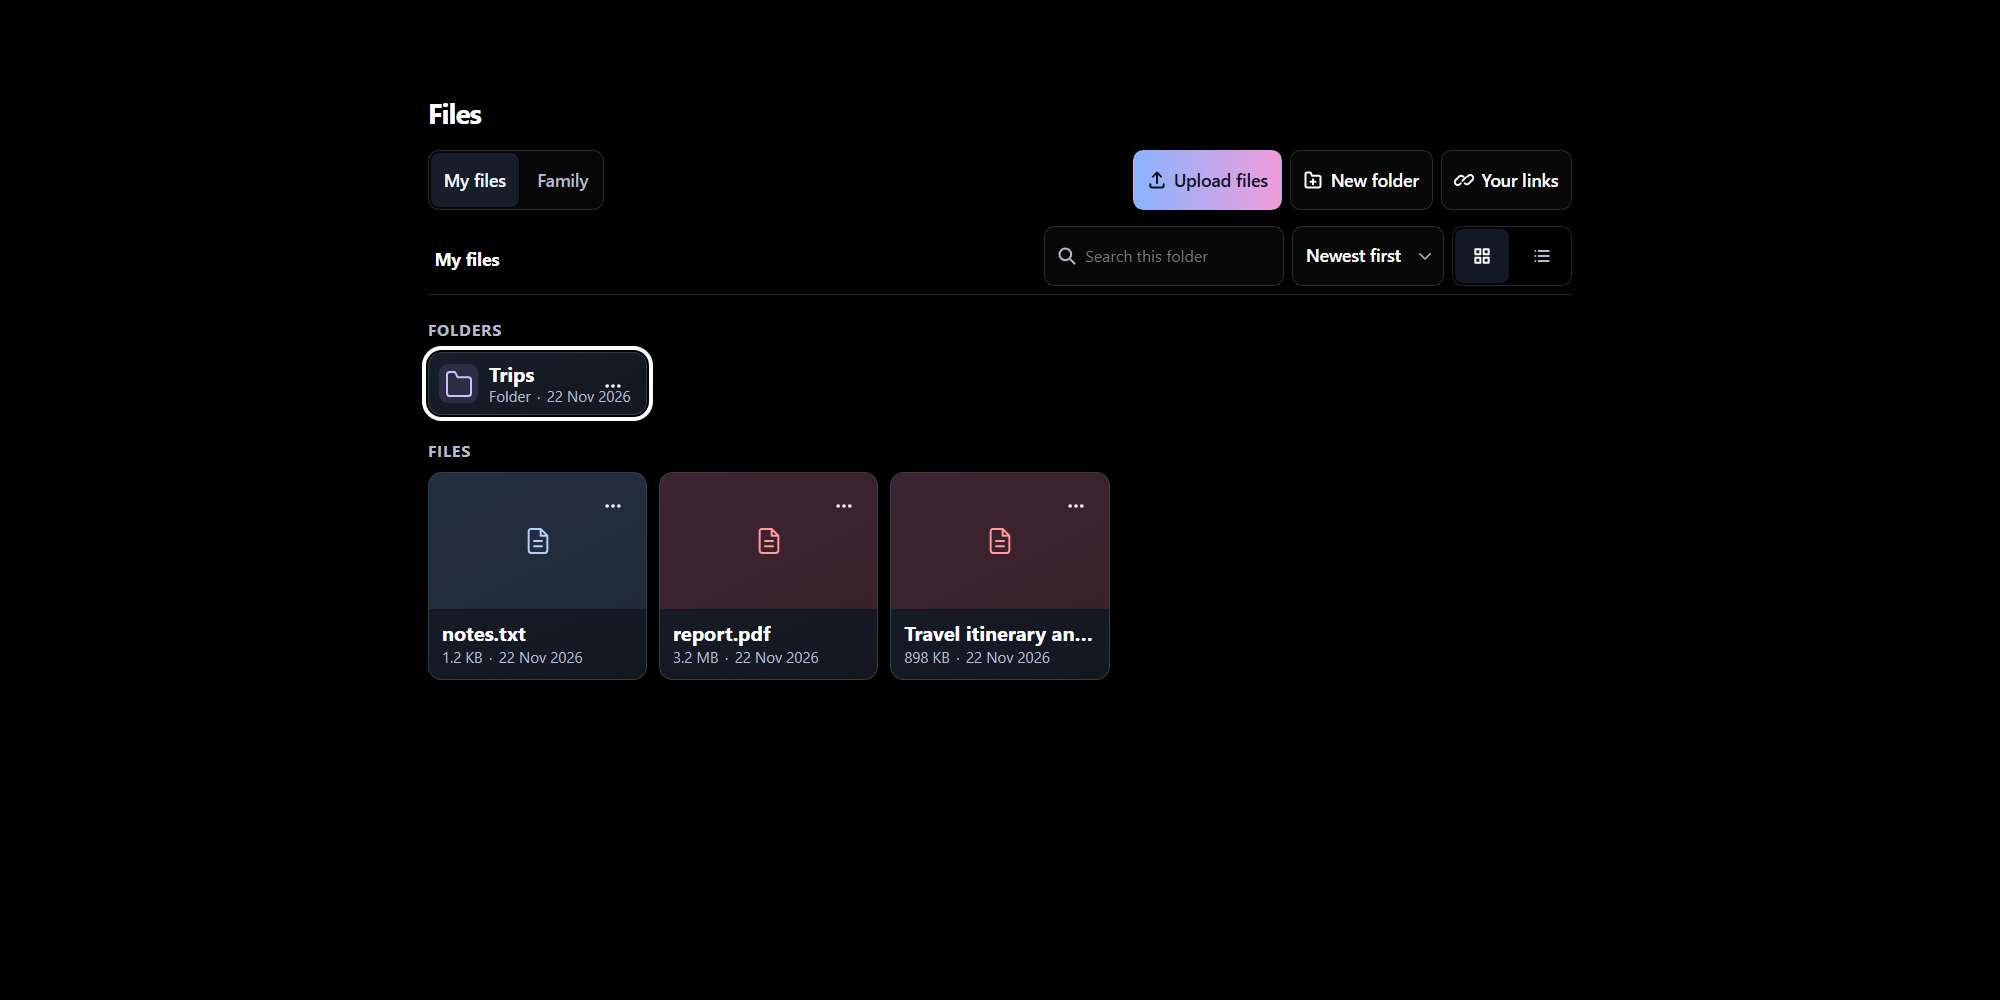 Files
My files
Family
Upload files
New folder
Your links
My files
Search this folder
Newest first
FOLDERS
Trips
Folder · 22 Nov 2026
FILES
notes.txt
1.2 KB · 22 Nov 2026
report.pdf
3.2 MB · 22 Nov 2026
Travel itinerary an...
898 KB · 22 Nov 2026